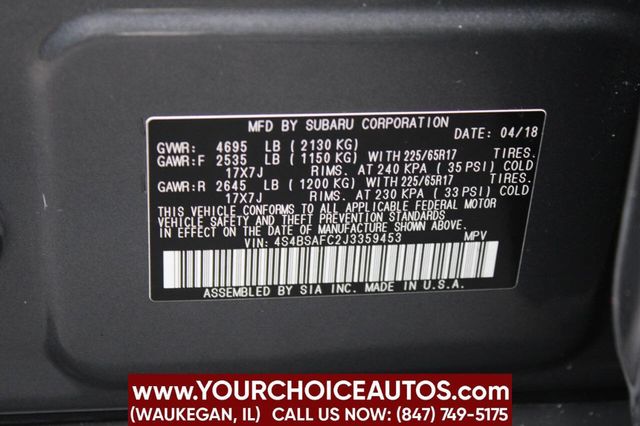 MFD BY SUBARU CORPORATION
DATE: 04/18
GVWR: 4695 LB (2130 KG)
GAWR:F 2535 LB (1150 KG) WITH 225/65R17 TIRES.
17X7J RIMS. AT 240 KPA (35 PSI) COLD
GAWR:R 2645 LB (1200 KG) WITH 225/65R17 TIRES.
17X7J RIMS. AT 230 KPA (33 PSI) COLD
THIS VEHICLE CONFORMS TO ALL APPLICABLE FEDERAL MOTOR
VEHICLE SAFETY AND THEFT PREVENTION STANDARDS
IN EFFECT ON THE DATE OF MANUFACTURE SHOWN ABOVE.
VIN: 4S4BSAFC2J3359453 MPV
ASSEMBLED BY SIA INC. MADE IN U.S.A.
WWW.YOURCHOICEAUTOS.COM
(WAUKEGAN, IL) CALL US NOW! (847) 749-5175